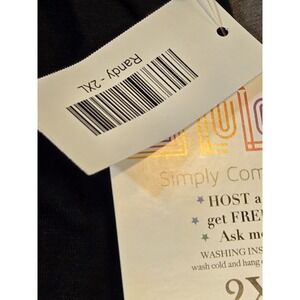 Randy - 2XL
Simply Com
HOST a
get FRE
Ask m
WASHING INS
wash cold and hang
2X